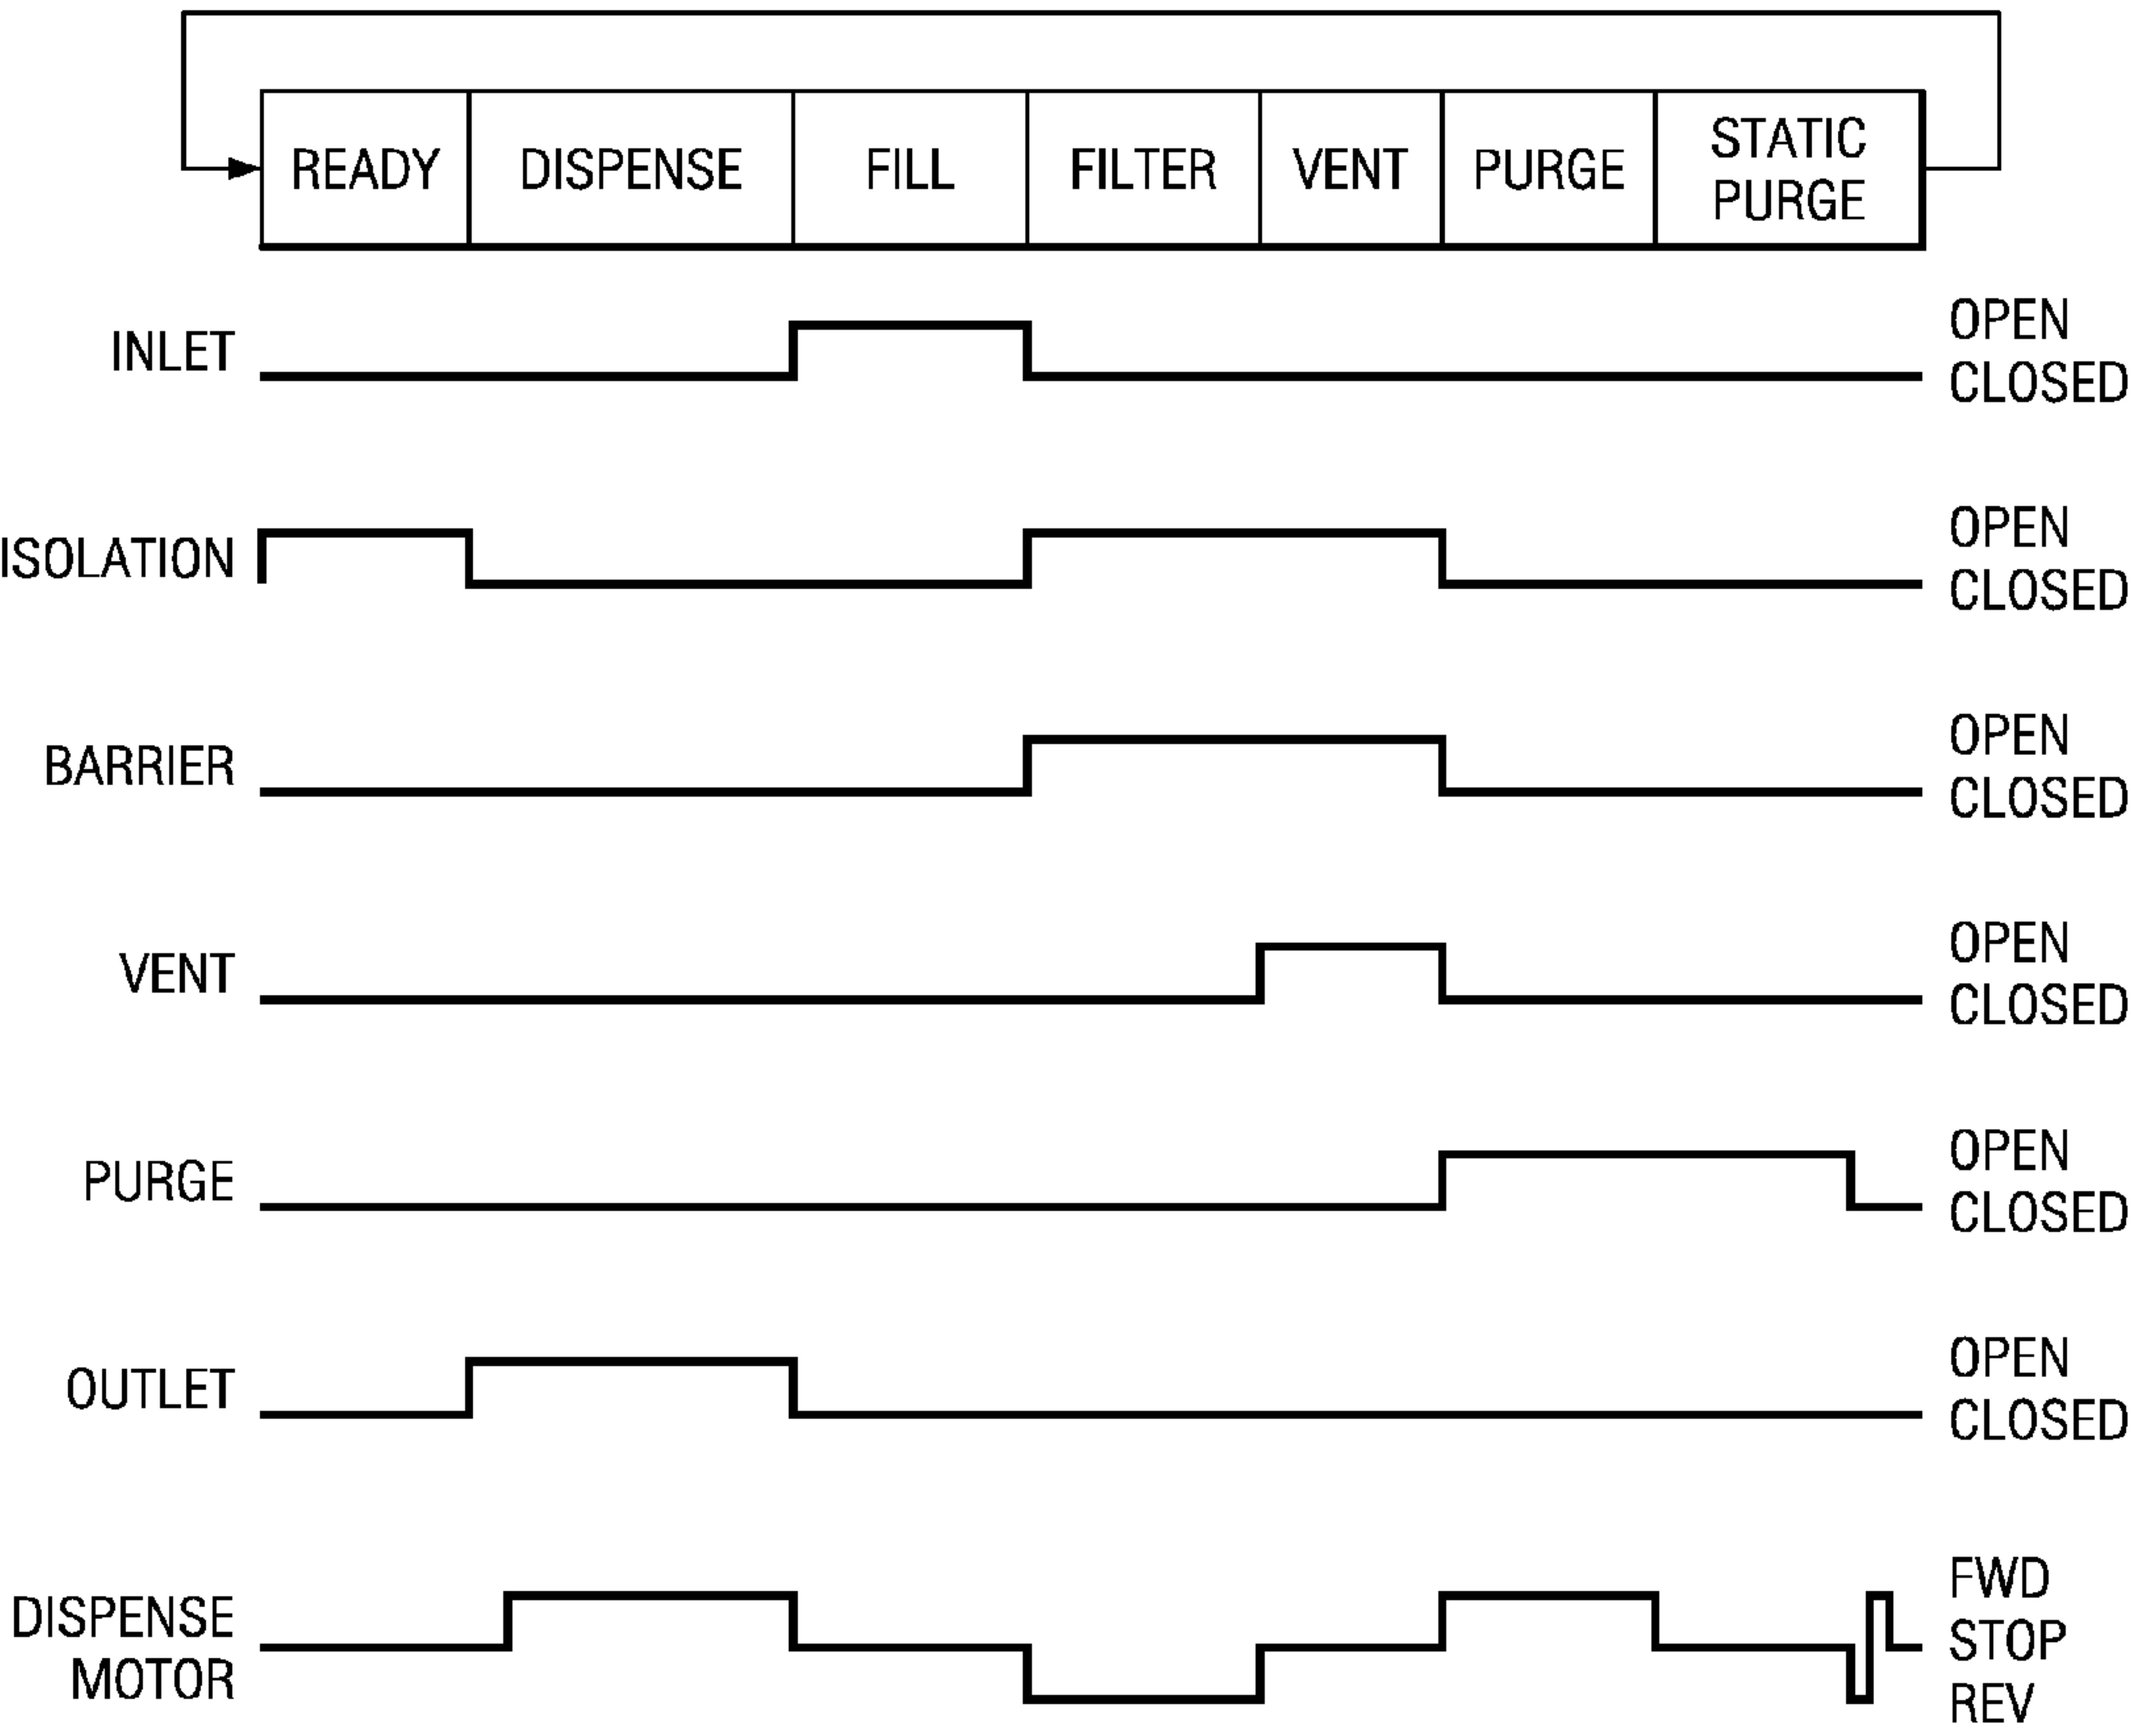 READY
DISPENSE
FILL
FILTER
VENT
PURGE
STATIC
PURGE
INLET
OPEN
CLOSED
ISOLATION
OPEN
CLOSED
BARRIER
OPEN
CLOSED
VENT
OPEN
CLOSED
PURGE
OPEN
CLOSED
OUTLET
OPEN
CLOSED
DISPENSE
MOTOR
FWD
STOP
REV